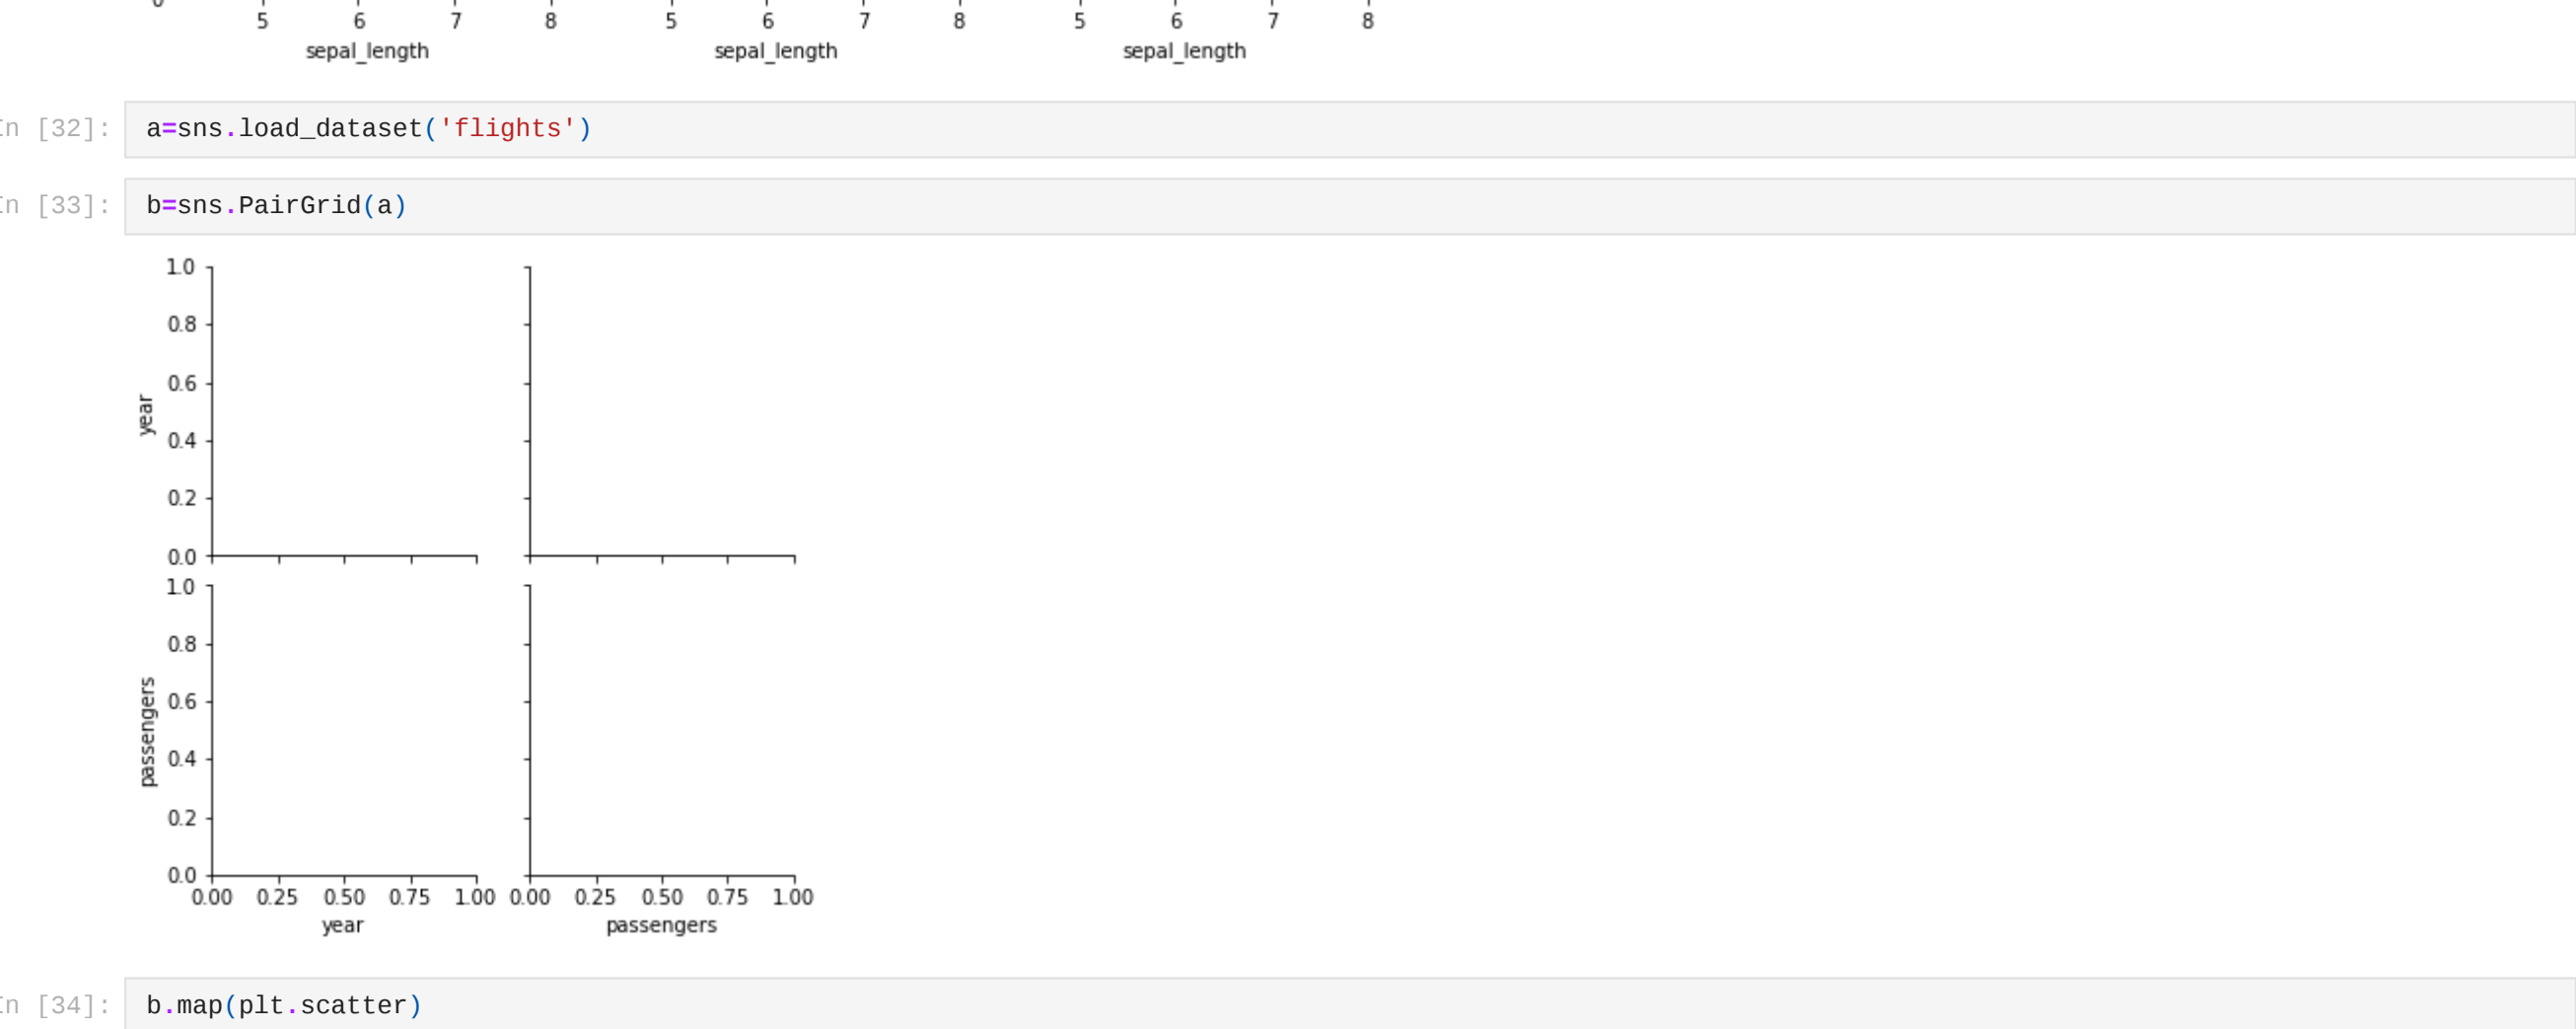 0
5 6 7 8 5 6 7 8 5 6 7 8
sepal_length sepal_length sepal_length
In [32]: a=sns.load_dataset('flights')
In [33]: b=sns.PairGrid(a)
1.0
0.8
0.6
0.4
0.2
0.0
year
1.0
0.8
0.6
0.4
0.2
0.0
passengers
0.00 0.25 0.50 0.75 1.00 0.00 0.25 0.50 0.75 1.00
year passengers
In [34]: b.map(plt.scatter)